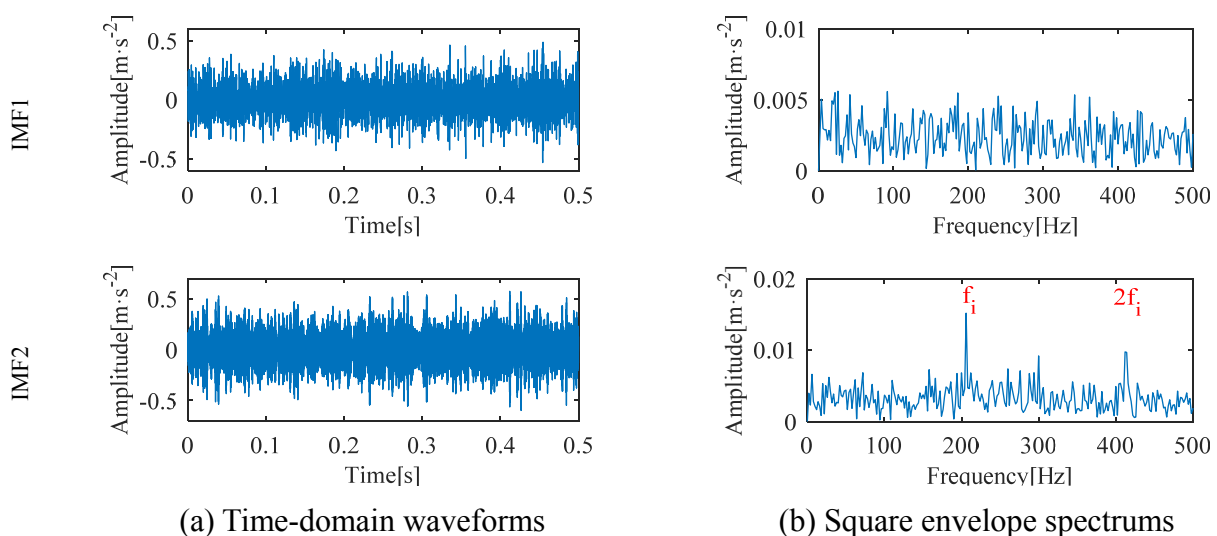 IMF1
Amplitude[m·s⁻²]
0.5
0
-0.5
0 0.1 0.2 0.3 0.4 0.5
Time[s]
Amplitude[m·s⁻²]
0.01
0.005
0
0 100 200 300 400 500
Frequency[Hz]
IMF2
Amplitude[m·s⁻²]
0.5
0
-0.5
0 0.1 0.2 0.3 0.4 0.5
Time[s]
Amplitude[m·s⁻²]
0.02
0.01
0
fᵢ 2fᵢ
0 100 200 300 400 500
Frequency[Hz]
(a) Time-domain waveforms
(b) Square envelope spectrums